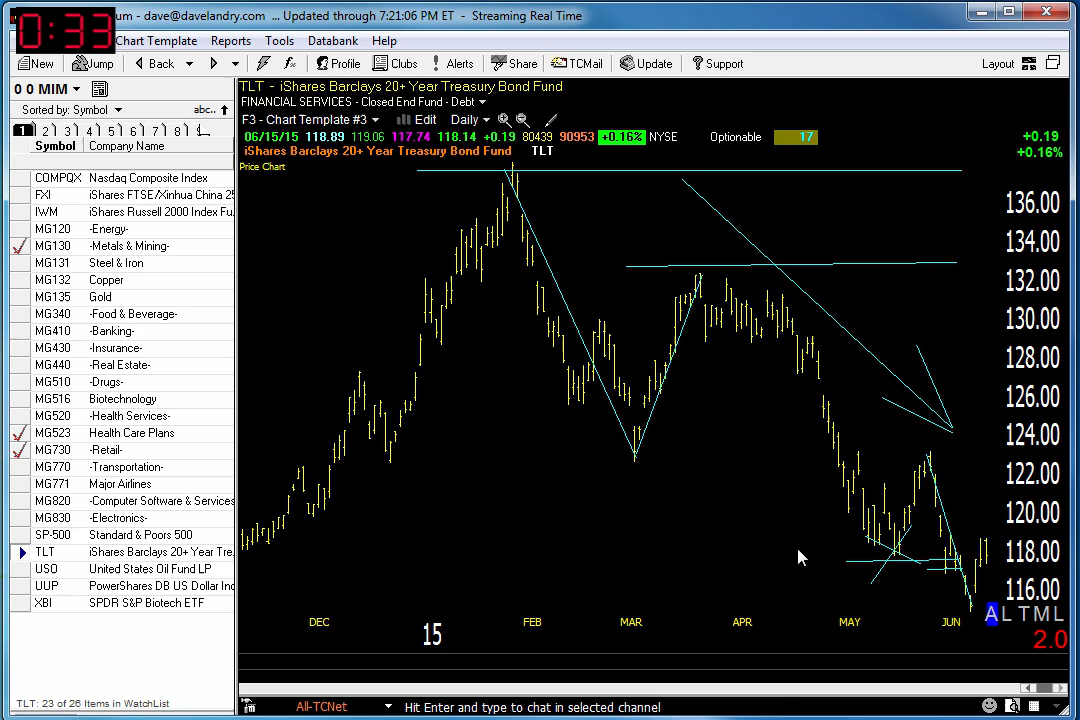 0:33
um - dave@davelandry.com ... Updated through 7:21:06 PM ET - Streaming Real Time
Chart Template Reports Tools Databank Help
New Jump Back Profile Clubs Alerts Share TCMail Update Support Layout
0 0 MIM
Sorted by: Symbol abc..
1 2 3 4 5 6 7 8
Symbol Company Name
COMPQX Nasdaq Composite Index
FXI iShares FTSE/Xinhua China 25
IWM iShares Russell 2000 Index Fu.
MG120 -Energy-
MG130 -Metals & Mining-
MG131 Steel & Iron
MG132 Copper
MG135 Gold
MG340 -Food & Beverage-
MG410 -Banking-
MG430 -Insurance-
MG440 -Real Estate-
MG510 -Drugs-
MG516 Biotechnology
MG520 -Health Services-
MG523 Health Care Plans
MG730 -Retail-
MG770 -Transportation-
MG771 Major Airlines
MG820 -Computer Software & Services
MG830 -Electronics-
SP-500 Standard & Poors 500
TLT iShares Barclays 20+ Year Tre.
USO United States Oil Fund LP
UUP PowerShares DB US Dollar Ind
XBI SPDR S&P Biotech ETF
TLT: 23 of 26 Items in WatchList
TLT - iShares Barclays 20+ Year Treasury Bond Fund
FINANCIAL SERVICES - Closed End Fund - Debt
F3 - Chart Template #3 Edit Daily
06/15/15 118.89 119.06 117.74 118.14 +0.19 80439 90953 +0.16% NYSE Optionable 17 +0.19
+0.16%
iShares Barclays 20+ Year Treasury Bond Fund TLT
Price Chart
136.00
134.00
132.00
130.00
128.00
126.00
124.00
122.00
120.00
118.00
116.00
DEC 15 FEB MAR APR MAY JUN
A L T M L
2.0
All-TCNet Hit Enter and type to chat in selected channel